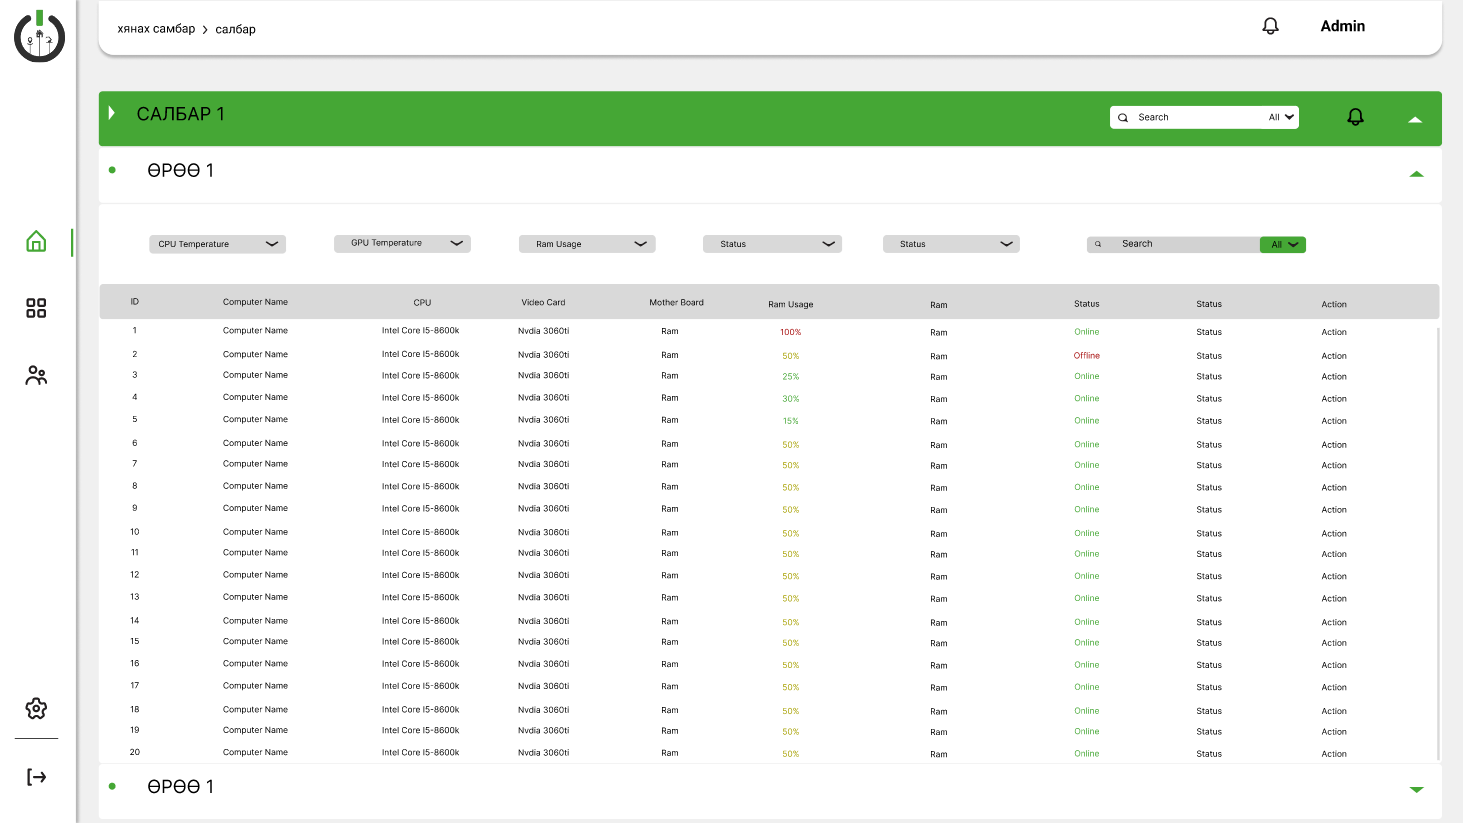 хянах самбар > салбар
Admin
САЛБАР 1
Search All
ӨРӨӨ 1
CPU Temperature GPU Temperature Ram Usage Status Status Search All
ID Computer Name CPU Video Card Mother Board Ram Usage Ram Status Status Action
1 Computer Name Intel Core I5-8600k Nvdia 3060ti Ram 100% Ram Online Status Action
2 Computer Name Intel Core I5-8600k Nvdia 3060ti Ram 50% Ram Offline Status Action
3 Computer Name Intel Core I5-8600k Nvdia 3060ti Ram 25% Ram Online Status Action
4 Computer Name Intel Core I5-8600k Nvdia 3060ti Ram 30% Ram Online Status Action
5 Computer Name Intel Core I5-8600k Nvdia 3060ti Ram 15% Ram Online Status Action
6 Computer Name Intel Core I5-8600k Nvdia 3060ti Ram 50% Ram Online Status Action
7 Computer Name Intel Core I5-8600k Nvdia 3060ti Ram 50% Ram Online Status Action
8 Computer Name Intel Core I5-8600k Nvdia 3060ti Ram 50% Ram Online Status Action
9 Computer Name Intel Core I5-8600k Nvdia 3060ti Ram 50% Ram Online Status Action
10 Computer Name Intel Core I5-8600k Nvdia 3060ti Ram 50% Ram Online Status Action
11 Computer Name Intel Core I5-8600k Nvdia 3060ti Ram 50% Ram Online Status Action
12 Computer Name Intel Core I5-8600k Nvdia 3060ti Ram 50% Ram Online Status Action
13 Computer Name Intel Core I5-8600k Nvdia 3060ti Ram 50% Ram Online Status Action
14 Computer Name Intel Core I5-8600k Nvdia 3060ti Ram 50% Ram Online Status Action
15 Computer Name Intel Core I5-8600k Nvdia 3060ti Ram 50% Ram Online Status Action
16 Computer Name Intel Core I5-8600k Nvdia 3060ti Ram 50% Ram Online Status Action
17 Computer Name Intel Core I5-8600k Nvdia 3060ti Ram 50% Ram Online Status Action
18 Computer Name Intel Core I5-8600k Nvdia 3060ti Ram 50% Ram Online Status Action
19 Computer Name Intel Core I5-8600k Nvdia 3060ti Ram 50% Ram Online Status Action
20 Computer Name Intel Core I5-8600k Nvdia 3060ti Ram 50% Ram Online Status Action
ӨРӨӨ 1